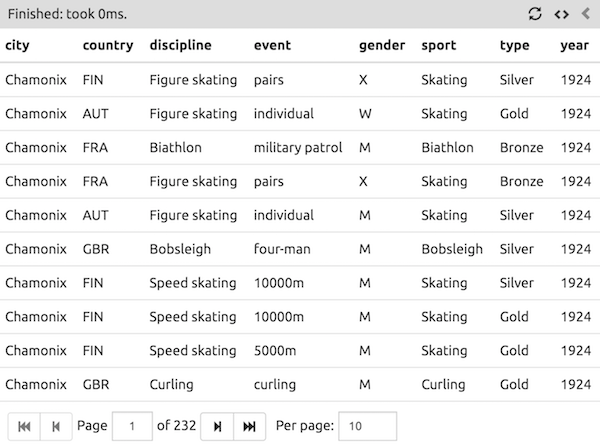 Finished: took 0ms.
city country discipline event gender sport type year
Chamonix FIN Figure skating pairs X Skating Silver 1924
Chamonix AUT Figure skating individual W Skating Gold 1924
Chamonix FRA Biathlon military patrol M Biathlon Bronze 1924
Chamonix FRA Figure skating pairs X Skating Bronze 1924
Chamonix AUT Figure skating individual M Skating Silver 1924
Chamonix GBR Bobsleigh four-man M Bobsleigh Silver 1924
Chamonix FIN Speed skating 10000m M Skating Silver 1924
Chamonix FIN Speed skating 10000m M Skating Gold 1924
Chamonix FIN Speed skating 5000m M Skating Gold 1924
Chamonix GBR Curling curling M Curling Gold 1924
Page 1 of 232 Per page: 10